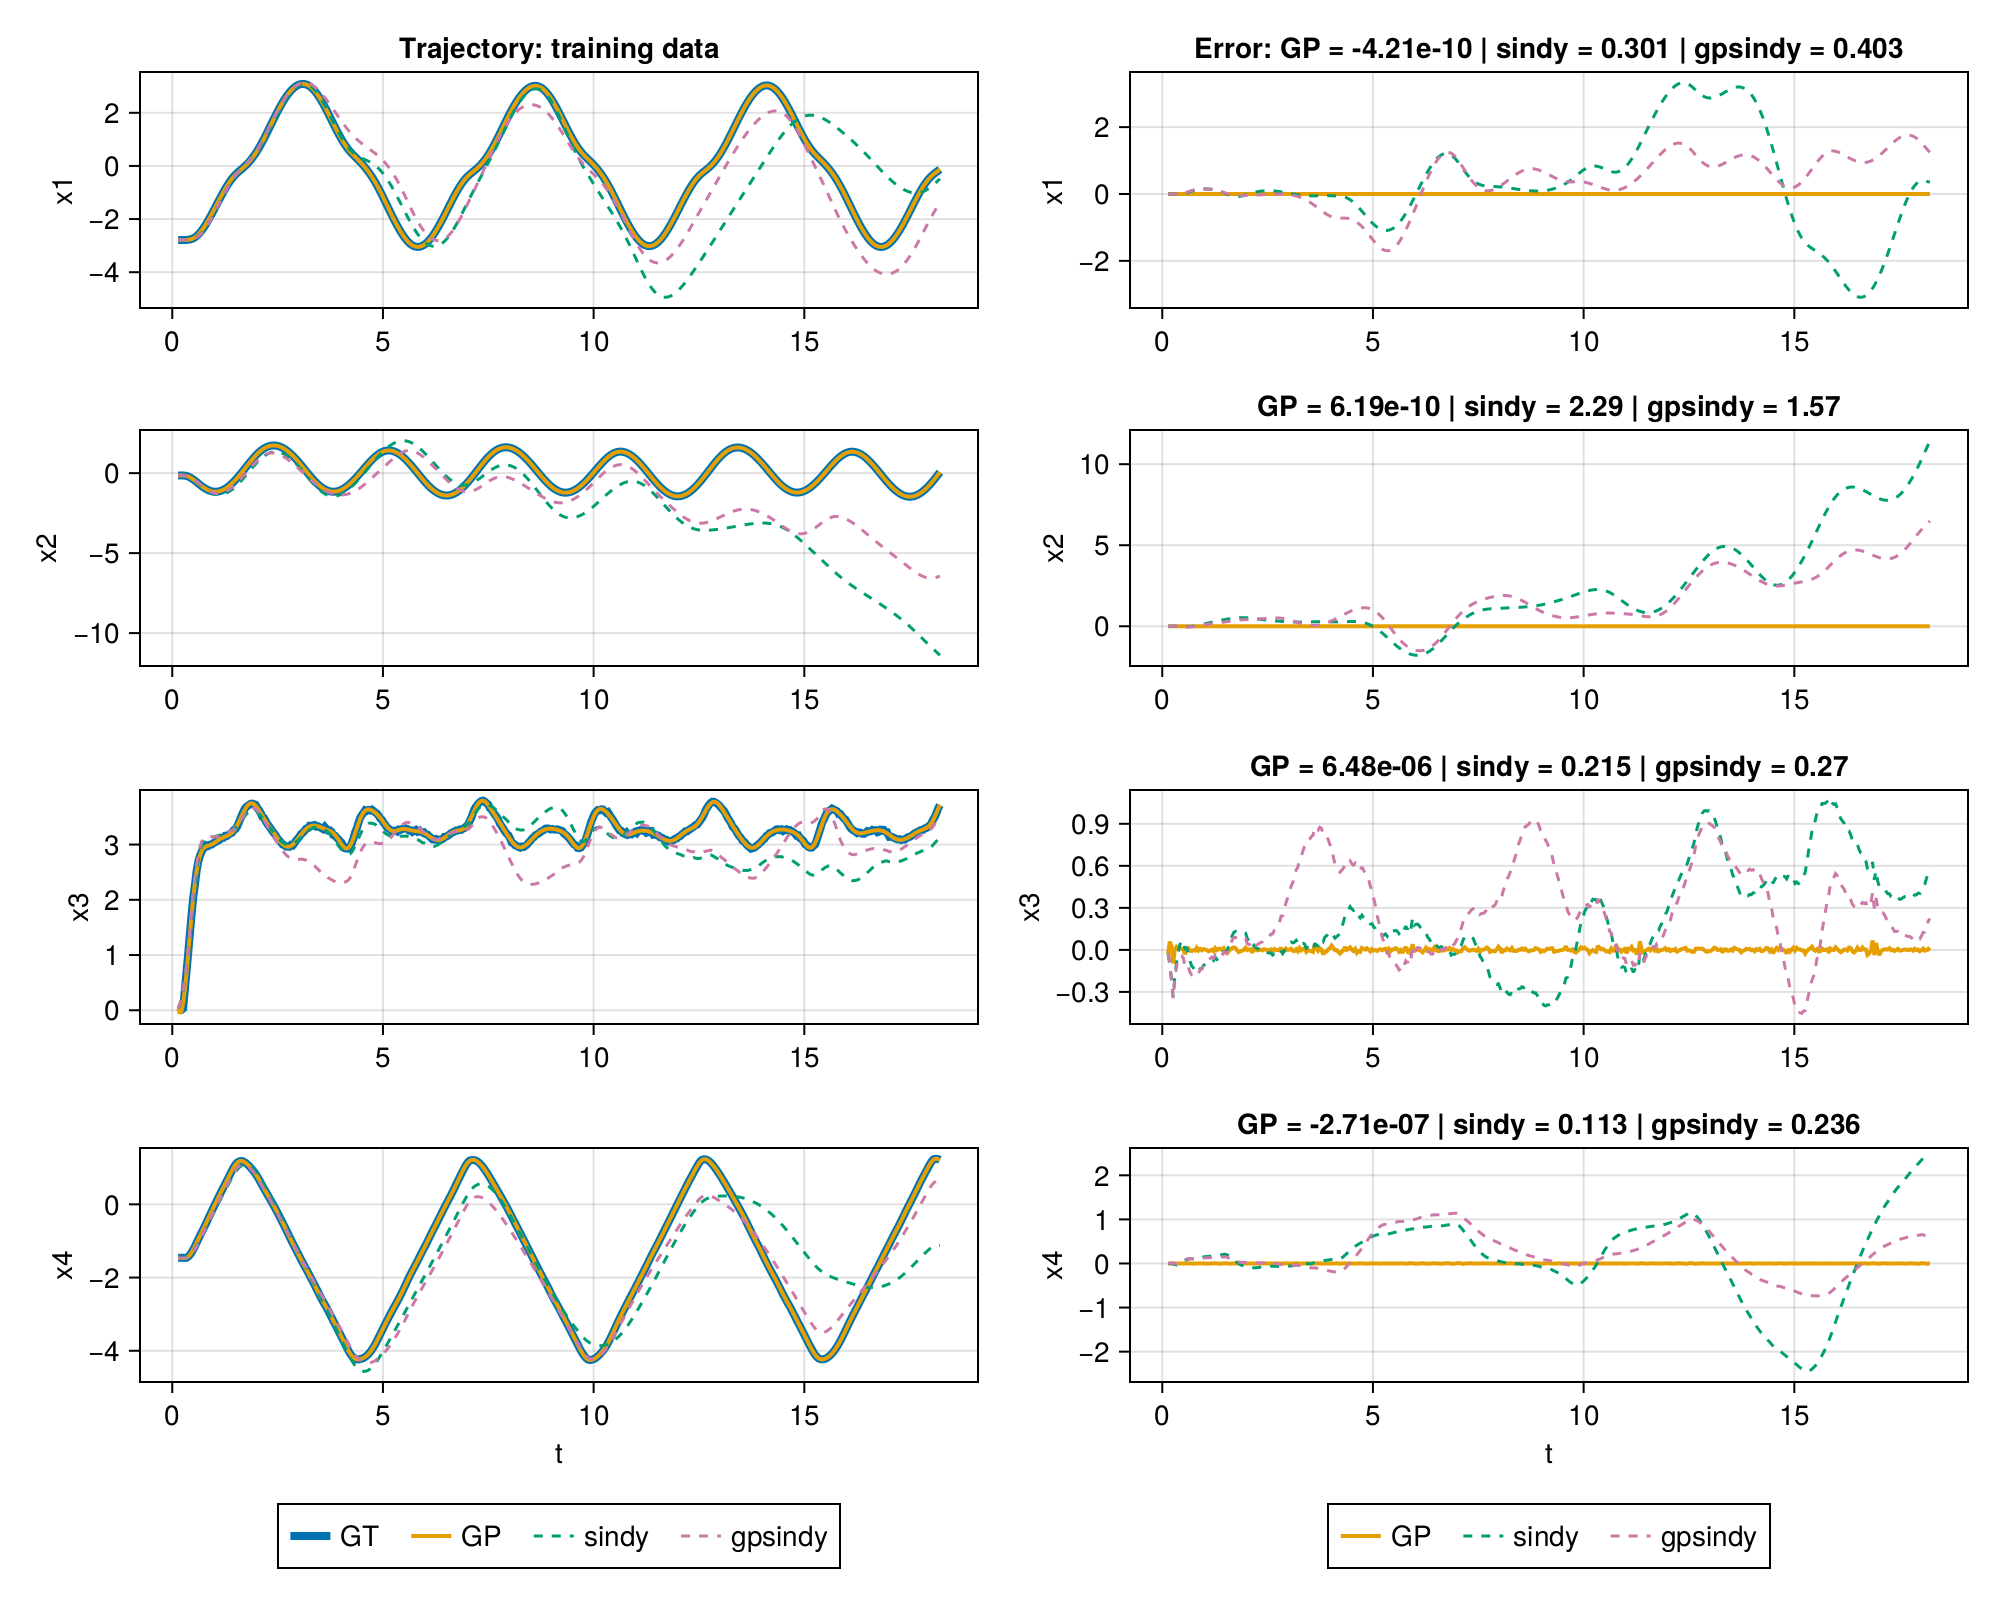 Trajectory: training data
x1
2
0
−2
−4
0 5 10 15
Error: GP = -4.21e-10 | sindy = 0.301 | gpsindy = 0.403
x1
2
0
−2
0 5 10 15
x2
0
−5
−10
0 5 10 15
GP = 6.19e-10 | sindy = 2.29 | gpsindy = 1.57
x2
10
5
0
0 5 10 15
x3
3
2
1
0
0 5 10 15
GP = 6.48e-06 | sindy = 0.215 | gpsindy = 0.27
x3
0.9
0.6
0.3
0.0
−0.3
0 5 10 15
x4
0
−2
−4
0 5 10 15
t
GP = -2.71e-07 | sindy = 0.113 | gpsindy = 0.236
x4
2
1
0
−1
−2
0 5 10 15
t
GT GP sindy gpsindy
GP sindy gpsindy